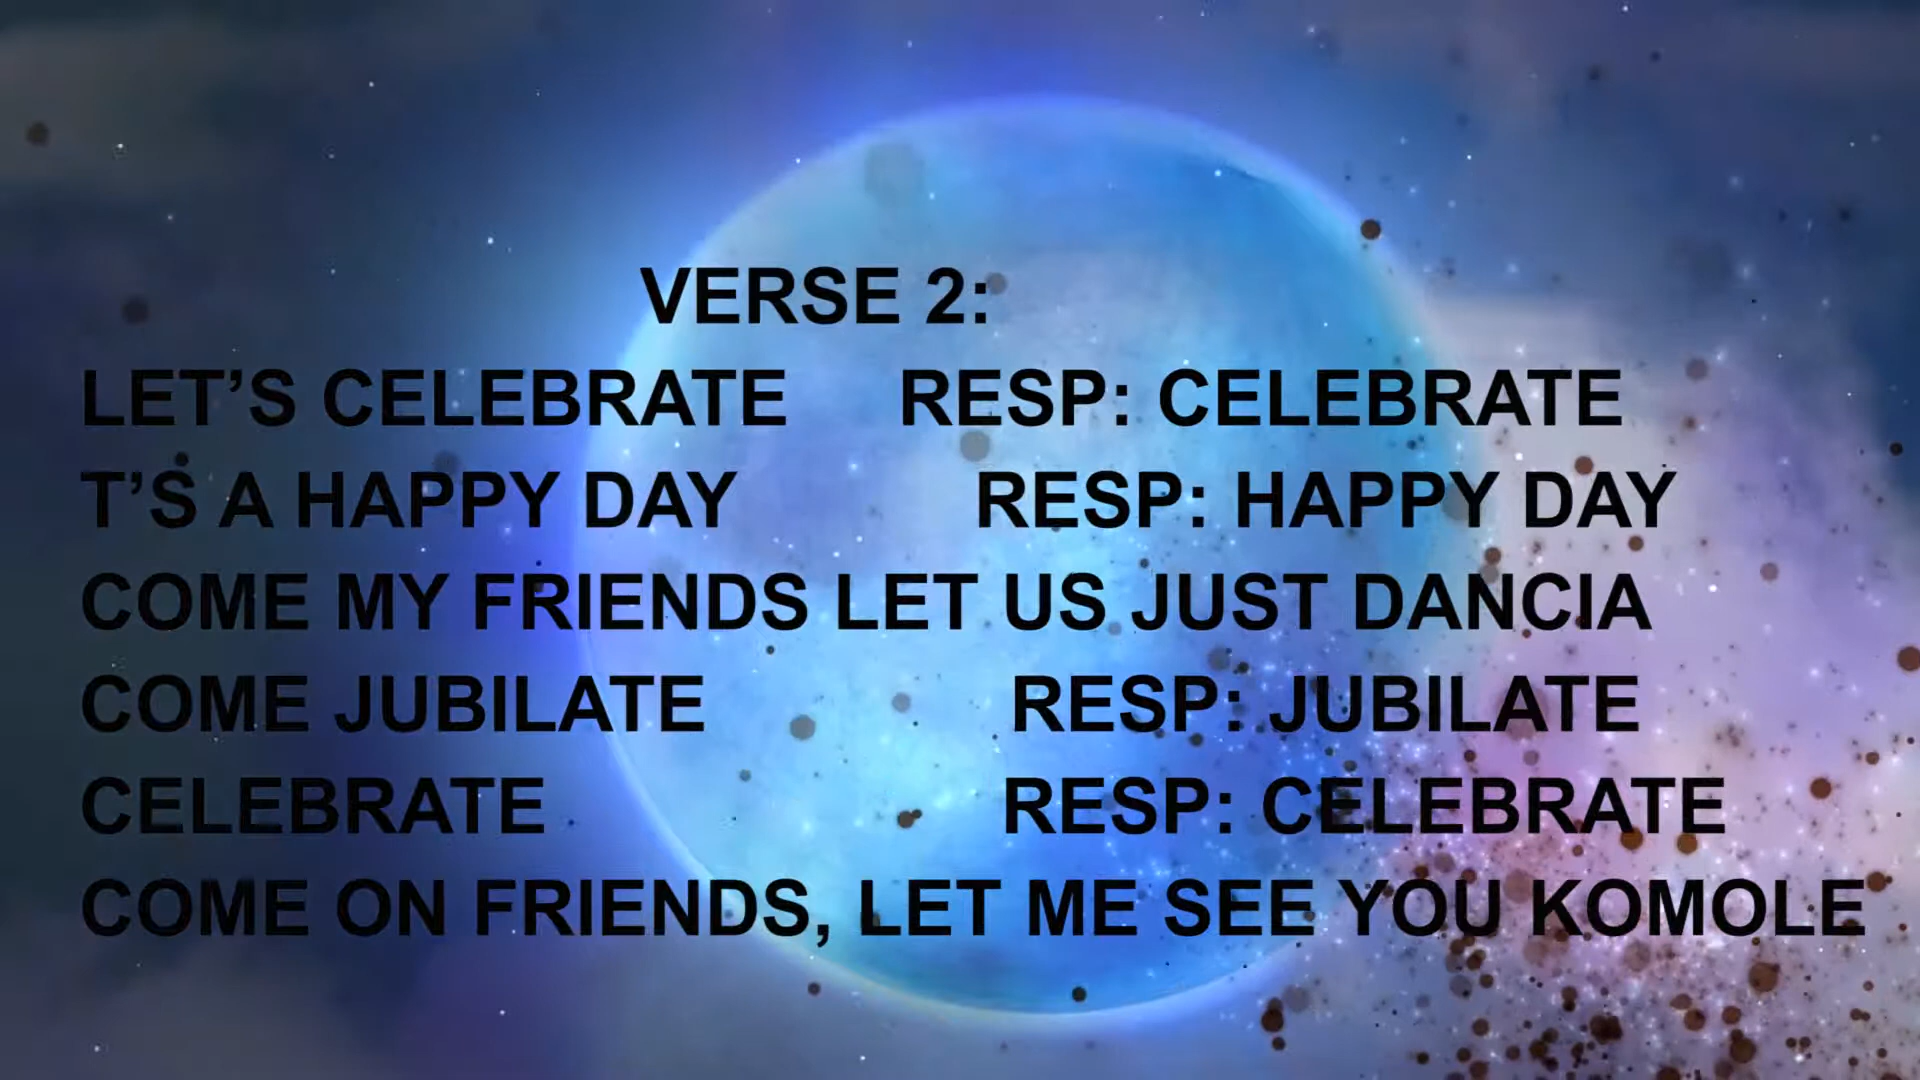 VERSE 2:
LET’S CELEBRATE RESP: CELEBRATE
T’S A HAPPY DAY RESP: HAPPY DAY
COME MY FRIENDS LET US JUST DANCIA
COME JUBILATE RESP: JUBILATE
CELEBRATE RESP: CELEBRATE
COME ON FRIENDS, LET ME SEE YOU KOMOLE